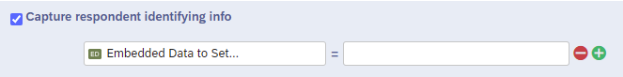 Capture respondent identifying info
ED Embedded Data to Set... =